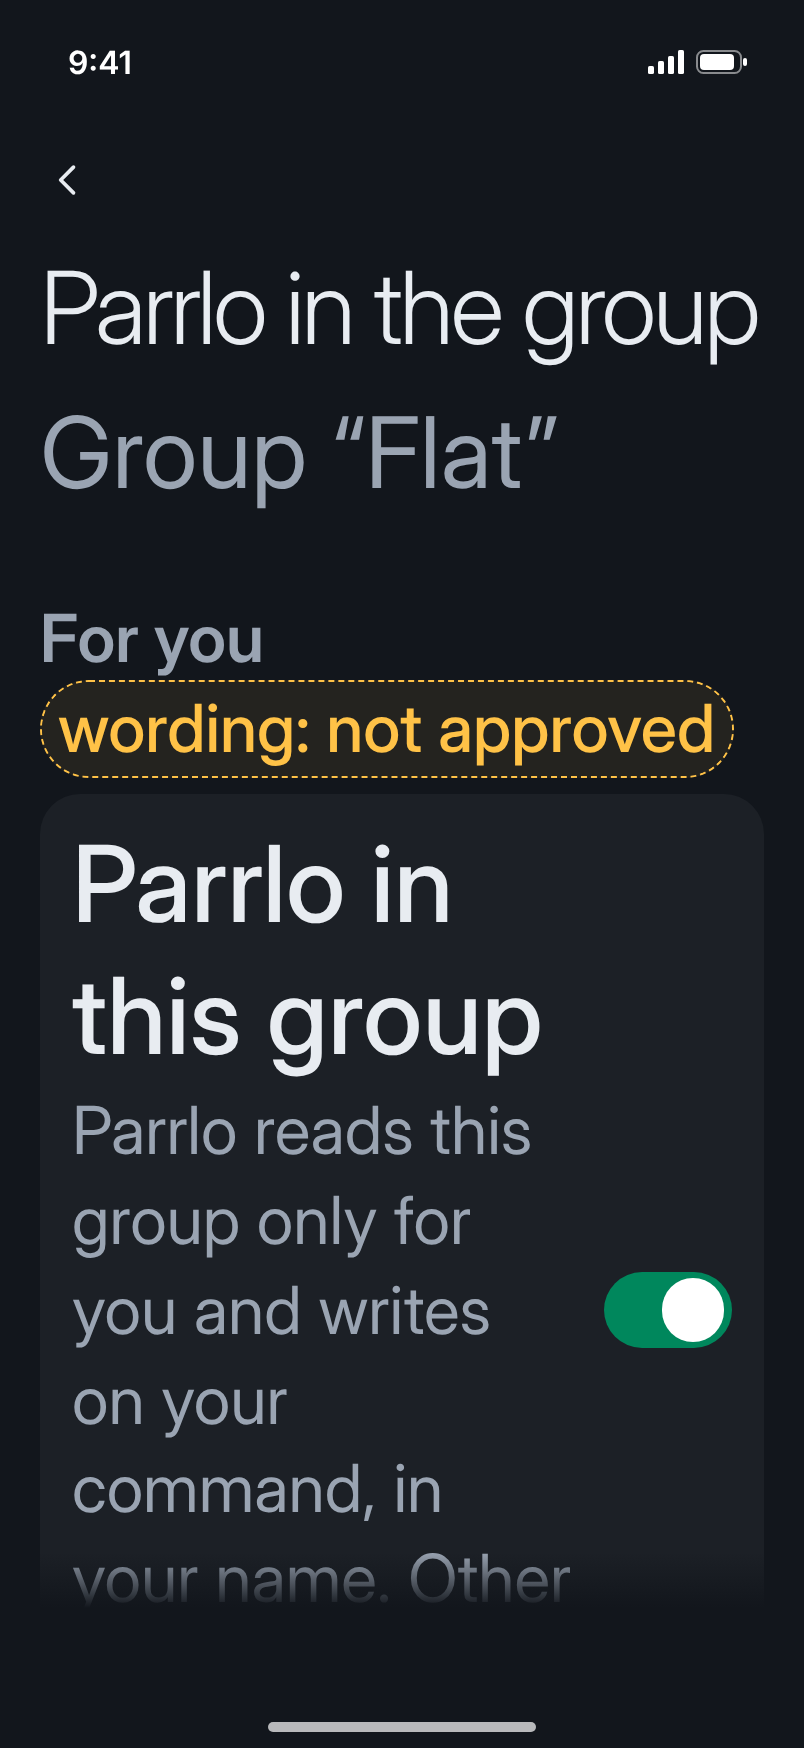 9:41
Parrlo in the group
Group “Flat”
For you
wording: not approved
Parrlo in
this group
Parrlo reads this
group only for
you and writes
on your
command, in
your name. Other